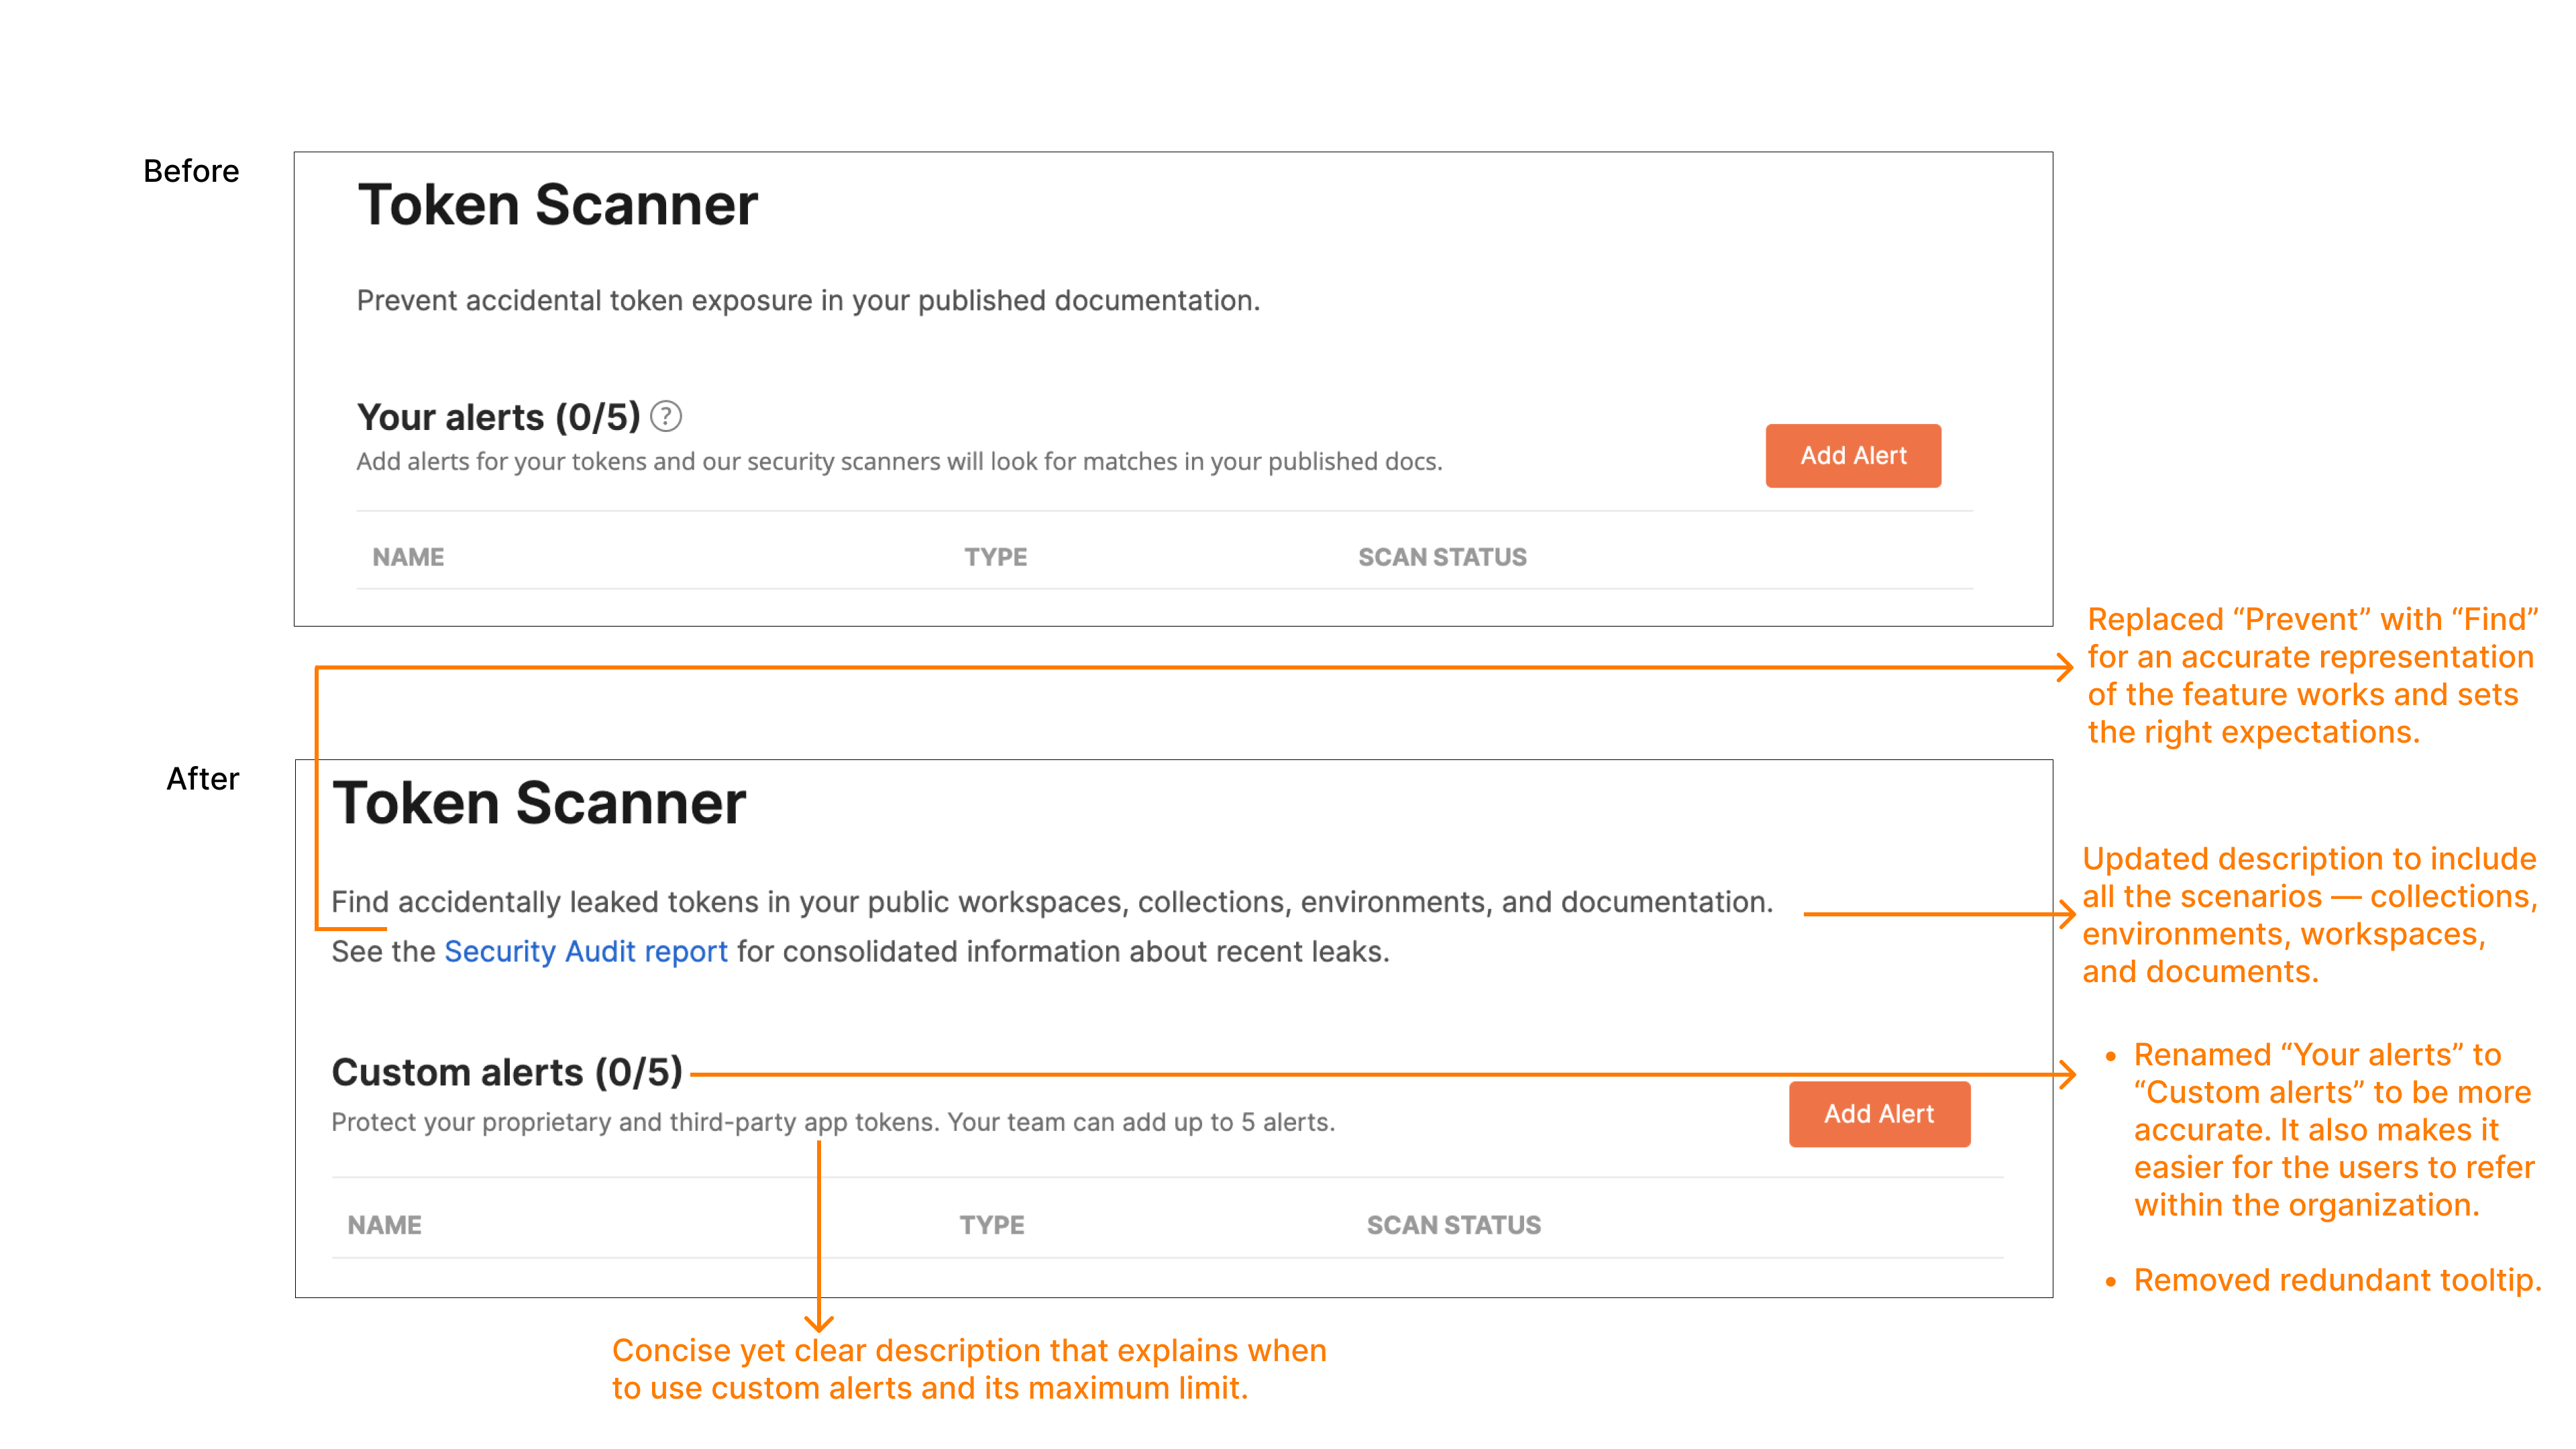 Before
Token Scanner
Prevent accidental token exposure in your published documentation.
Your alerts (0/5) ?
Add alerts for your tokens and our security scanners will look for matches in your published docs.
Add Alert
NAME TYPE SCAN STATUS
Replaced “Prevent” with “Find”
for an accurate representation
of the feature works and sets
the right expectations.
After
Token Scanner
Find accidentally leaked tokens in your public workspaces, collections, environments, and documentation.
See the Security Audit report for consolidated information about recent leaks.
Updated description to include
all the scenarios — collections,
environments, workspaces,
and documents.
Custom alerts (0/5)
Protect your proprietary and third-party app tokens. Your team can add up to 5 alerts.
Add Alert
NAME TYPE SCAN STATUS
• Renamed “Your alerts” to
“Custom alerts” to be more
accurate. It also makes it
easier for the users to refer
within the organization.
• Removed redundant tooltip.
Concise yet clear description that explains when
to use custom alerts and its maximum limit.